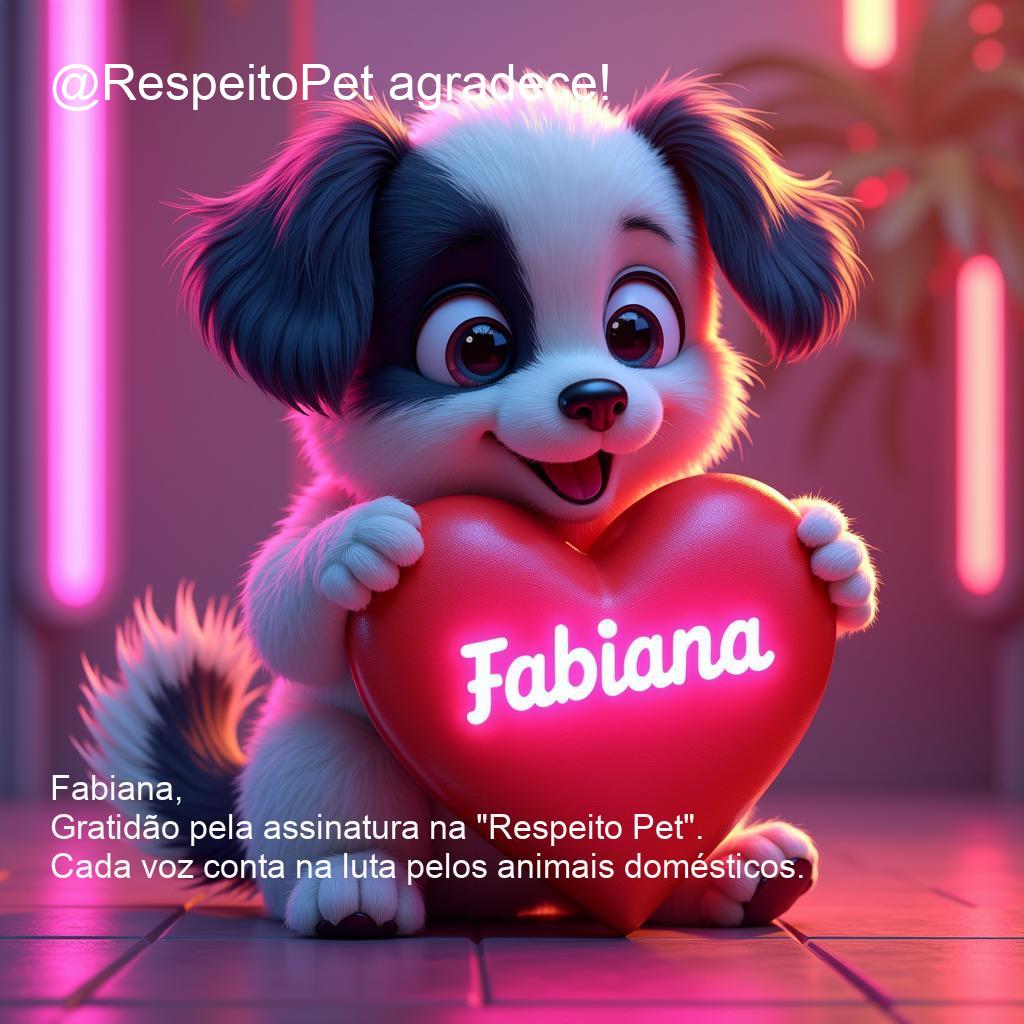 @RespeitoPet agradece!
Fabiana
Fabiana,
Gratidão pela assinatura na "Respeito Pet".
Cada voz conta na luta pelos animais domésticos.